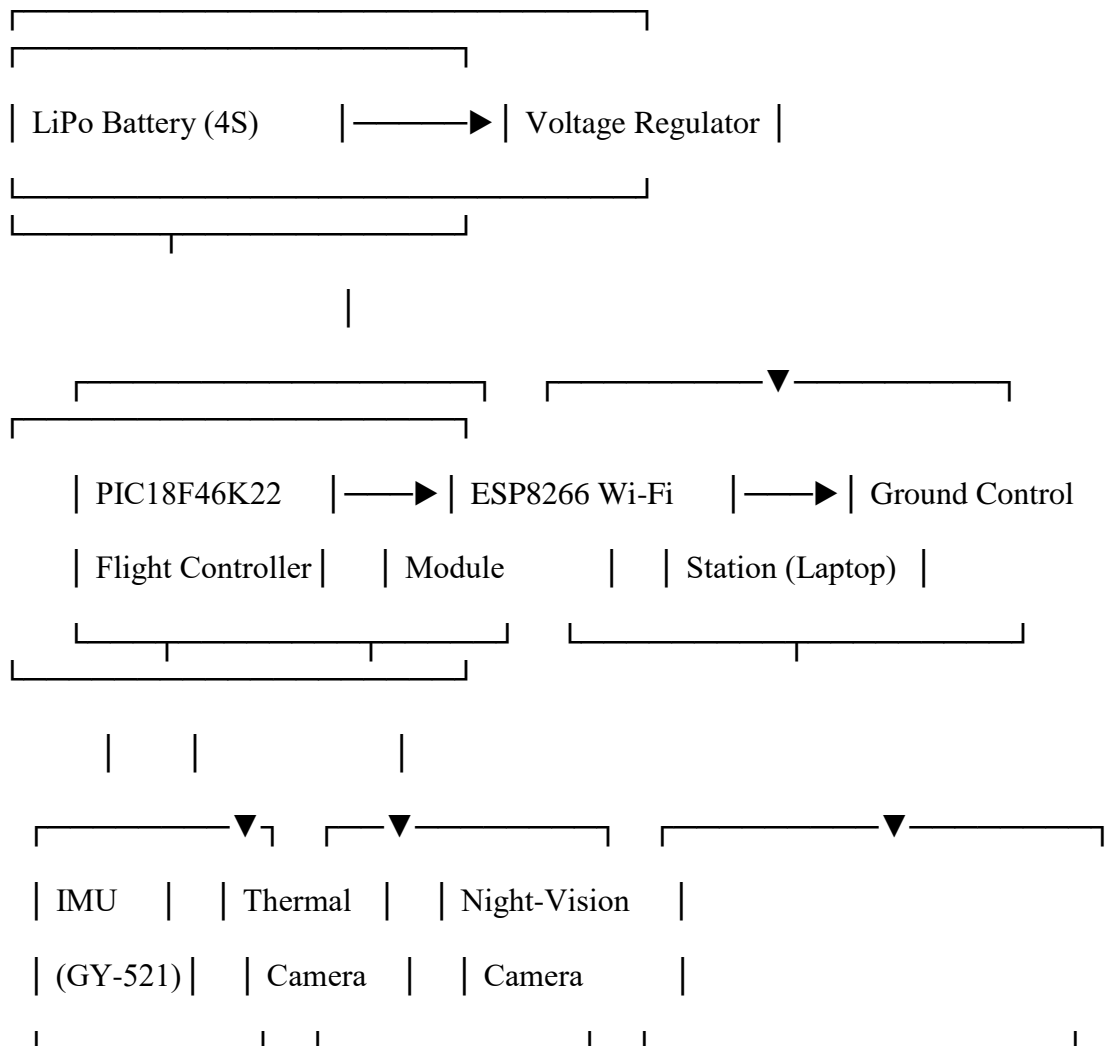 LiPo Battery (4S) Voltage Regulator
PIC18F46K22 ESP8266 Wi-Fi Ground Control
Flight Controller Module Station (Laptop)
IMU Thermal Night-Vision
(GY-521) Camera Camera